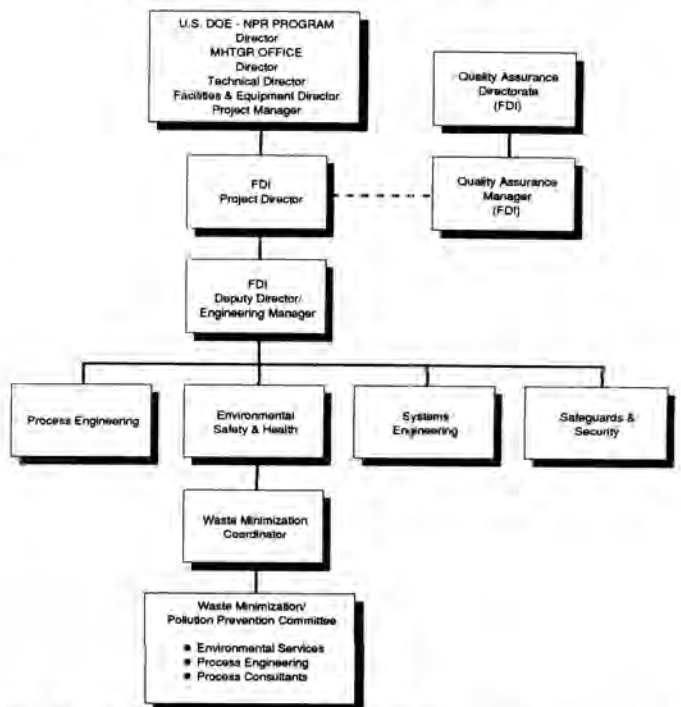 U.S. DOE - NPR PROGRAM
Director
MHTGR OFFICE
Director
Technical Director
Facilities & Equipment Director
Project Manager
Quality Assurance
Directorate
(FDI)
FDI
Project Director
Quality Assurance
Manager
(FDI)
FDI
Deputy Director/
Engineering Manager
Process Engineering
Environmental
Safety & Health
Systems
Engineering
Safeguards &
Security
Waste Minimization
Coordinator
Waste Minimization/
Pollution Prevention Committee
■ Environmental Services
■ Process Engineering
■ Process Consultants